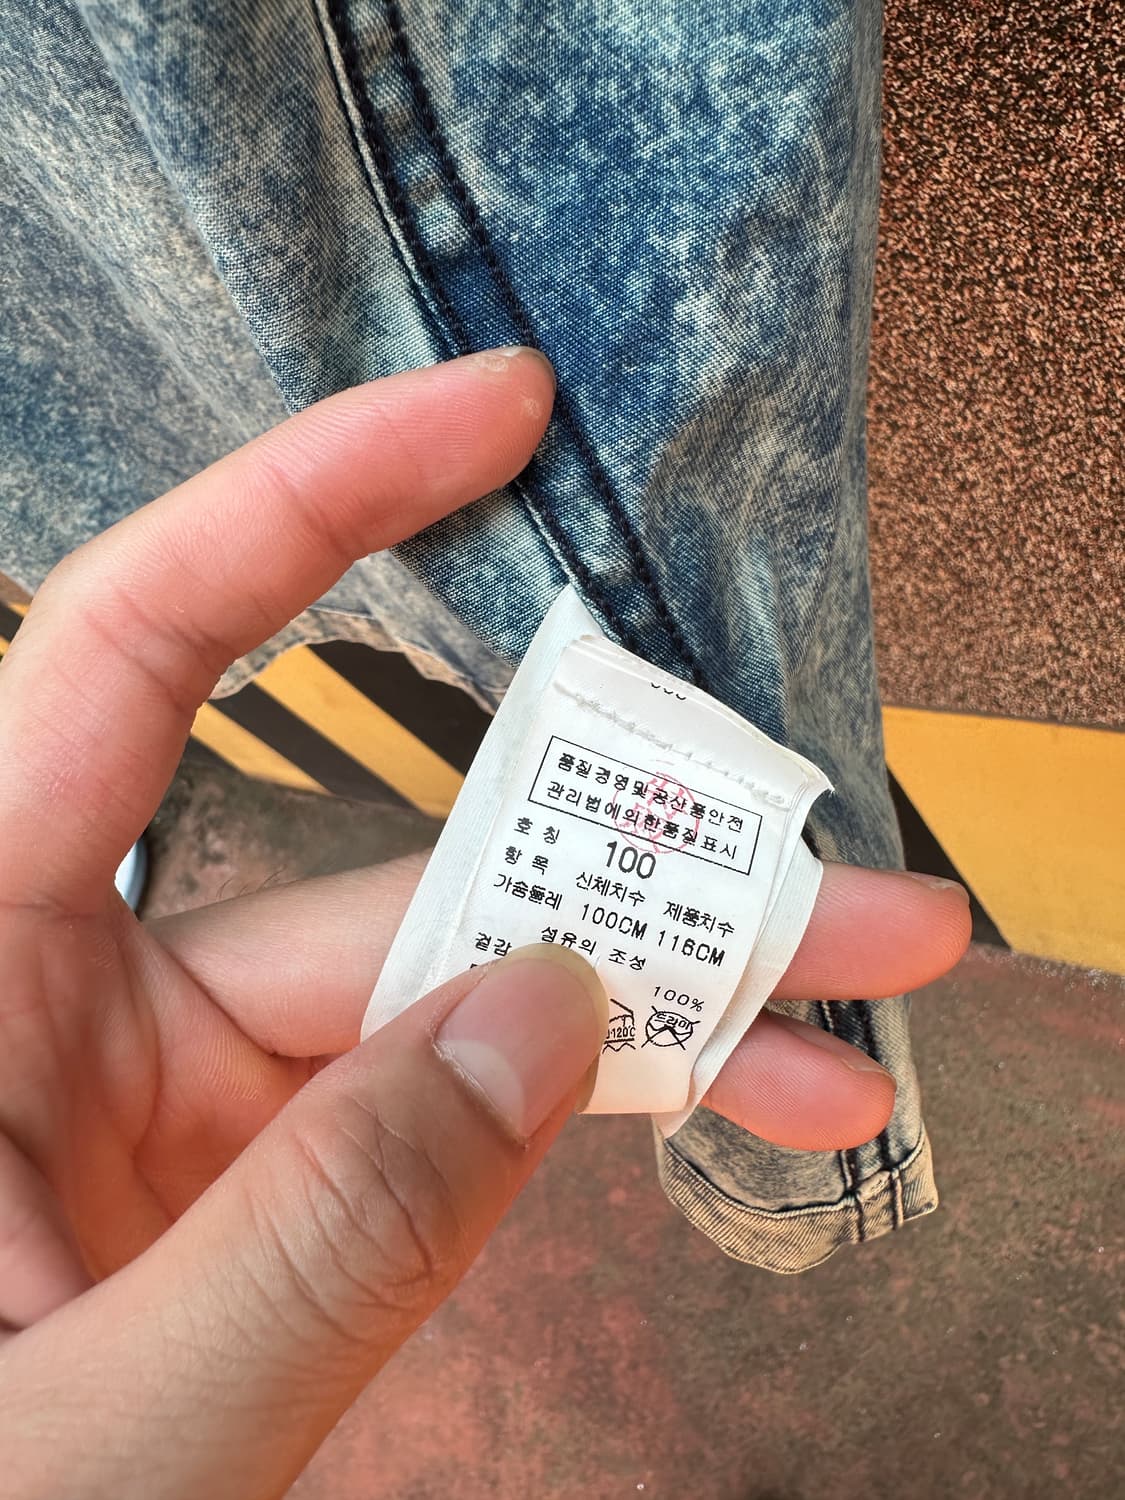 품질경영및공산품안전
관리법에의한품질표시
호칭 100
항목 신체치수 제품치수
가슴둘레 100CM 116CM
섬유의 조성
겉감
100%
120℃
드라이